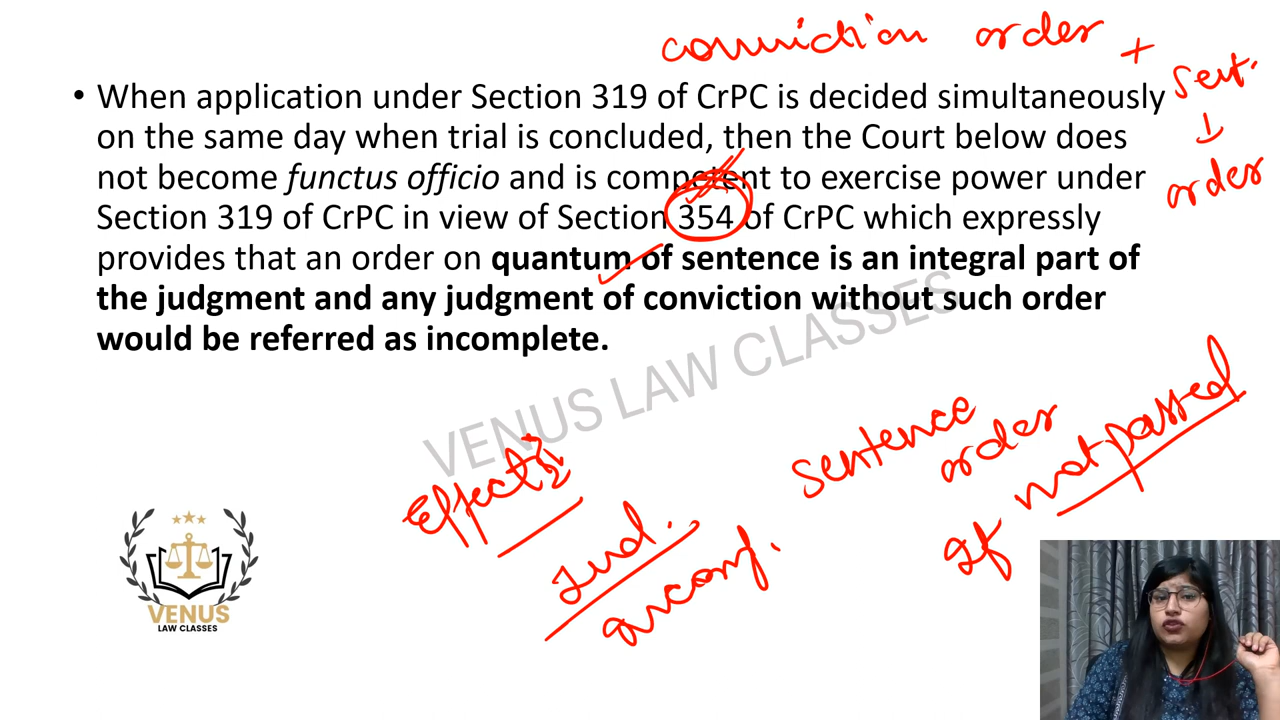 conviction order +
Sent.
order
• When application under Section 319 of CrPC is decided simultaneously
on the same day when trial is concluded, then the Court below does
not become functus officio and is competent to exercise power under
Section 319 of CrPC in view of Section 354 of CrPC which expressly
provides that an order on quantum of sentence is an integral part of
the judgment and any judgment of conviction without such order
would be referred as incomplete.
VENUS LAW CLASSES
Effect?
Jud.
incomp.
sentence
order
If not passed
VENUS
LAW CLASSES